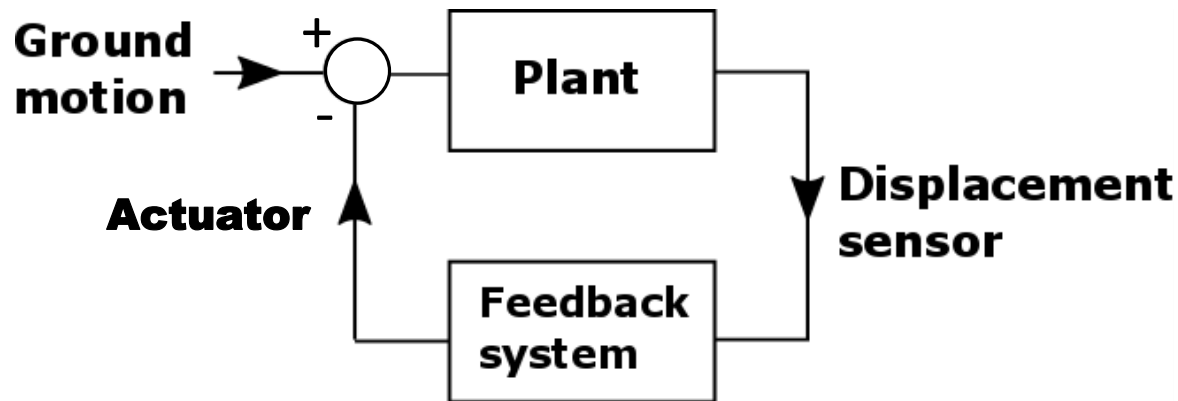 Ground
motion
+
-
Plant
Actuator
Displacement
sensor
Feedback
system